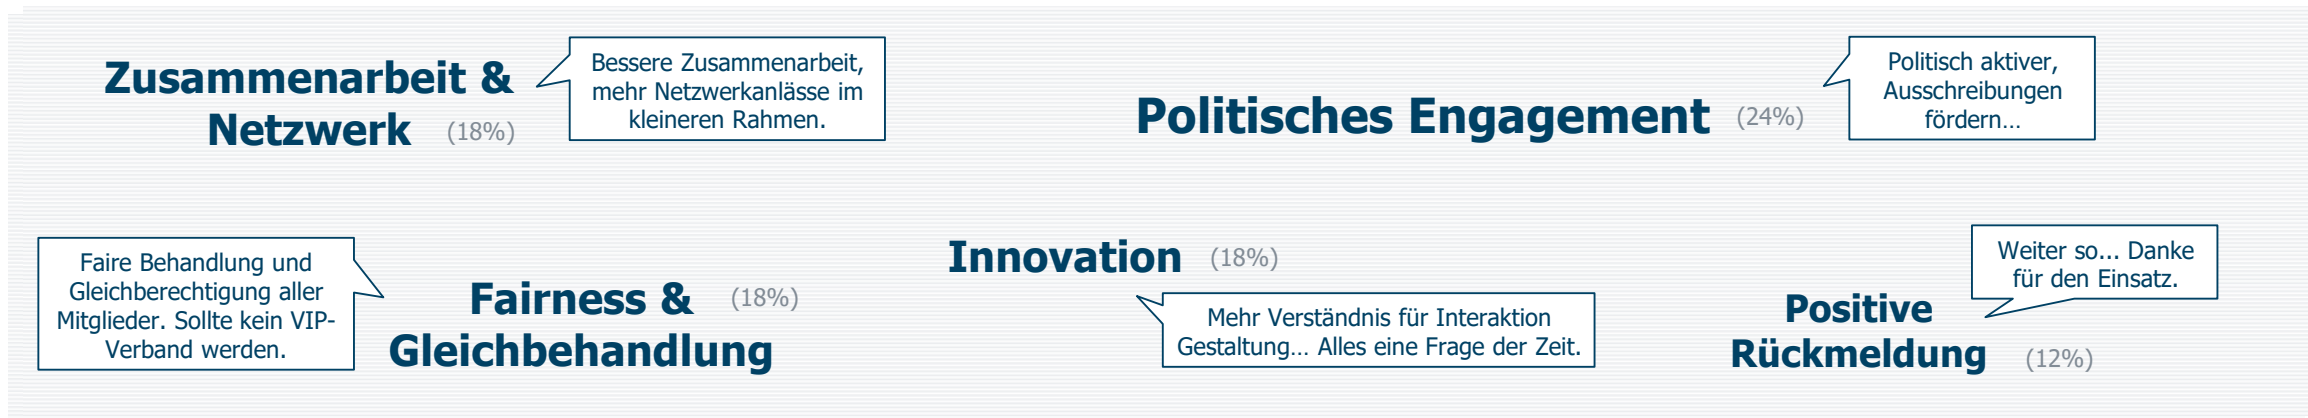 Zusammenarbeit &
Netzwerk (18%)
Bessere Zusammenarbeit,
mehr Netzwerkanlässe im
kleineren Rahmen.
Politisches Engagement (24%)
Politisch aktiver,
Ausschreibungen
fördern…
Faire Behandlung und
Gleichberechtigung aller
Mitglieder. Sollte kein VIP-
Verband werden.
Fairness & (18%)
Gleichbehandlung
Innovation (18%)
Mehr Verständnis für Interaktion
Gestaltung… Alles eine Frage der Zeit.
Weiter so... Danke
für den Einsatz.
Positive
Rückmeldung (12%)